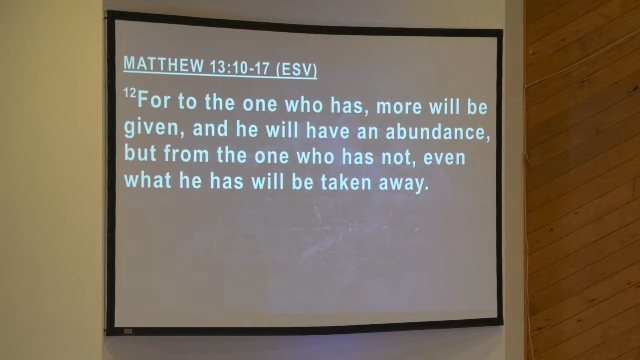 MATTHEW 13:10-17 (ESV)
12For to the one who has, more will be
given, and he will have an abundance,
but from the one who has not, even
what he has will be taken away.